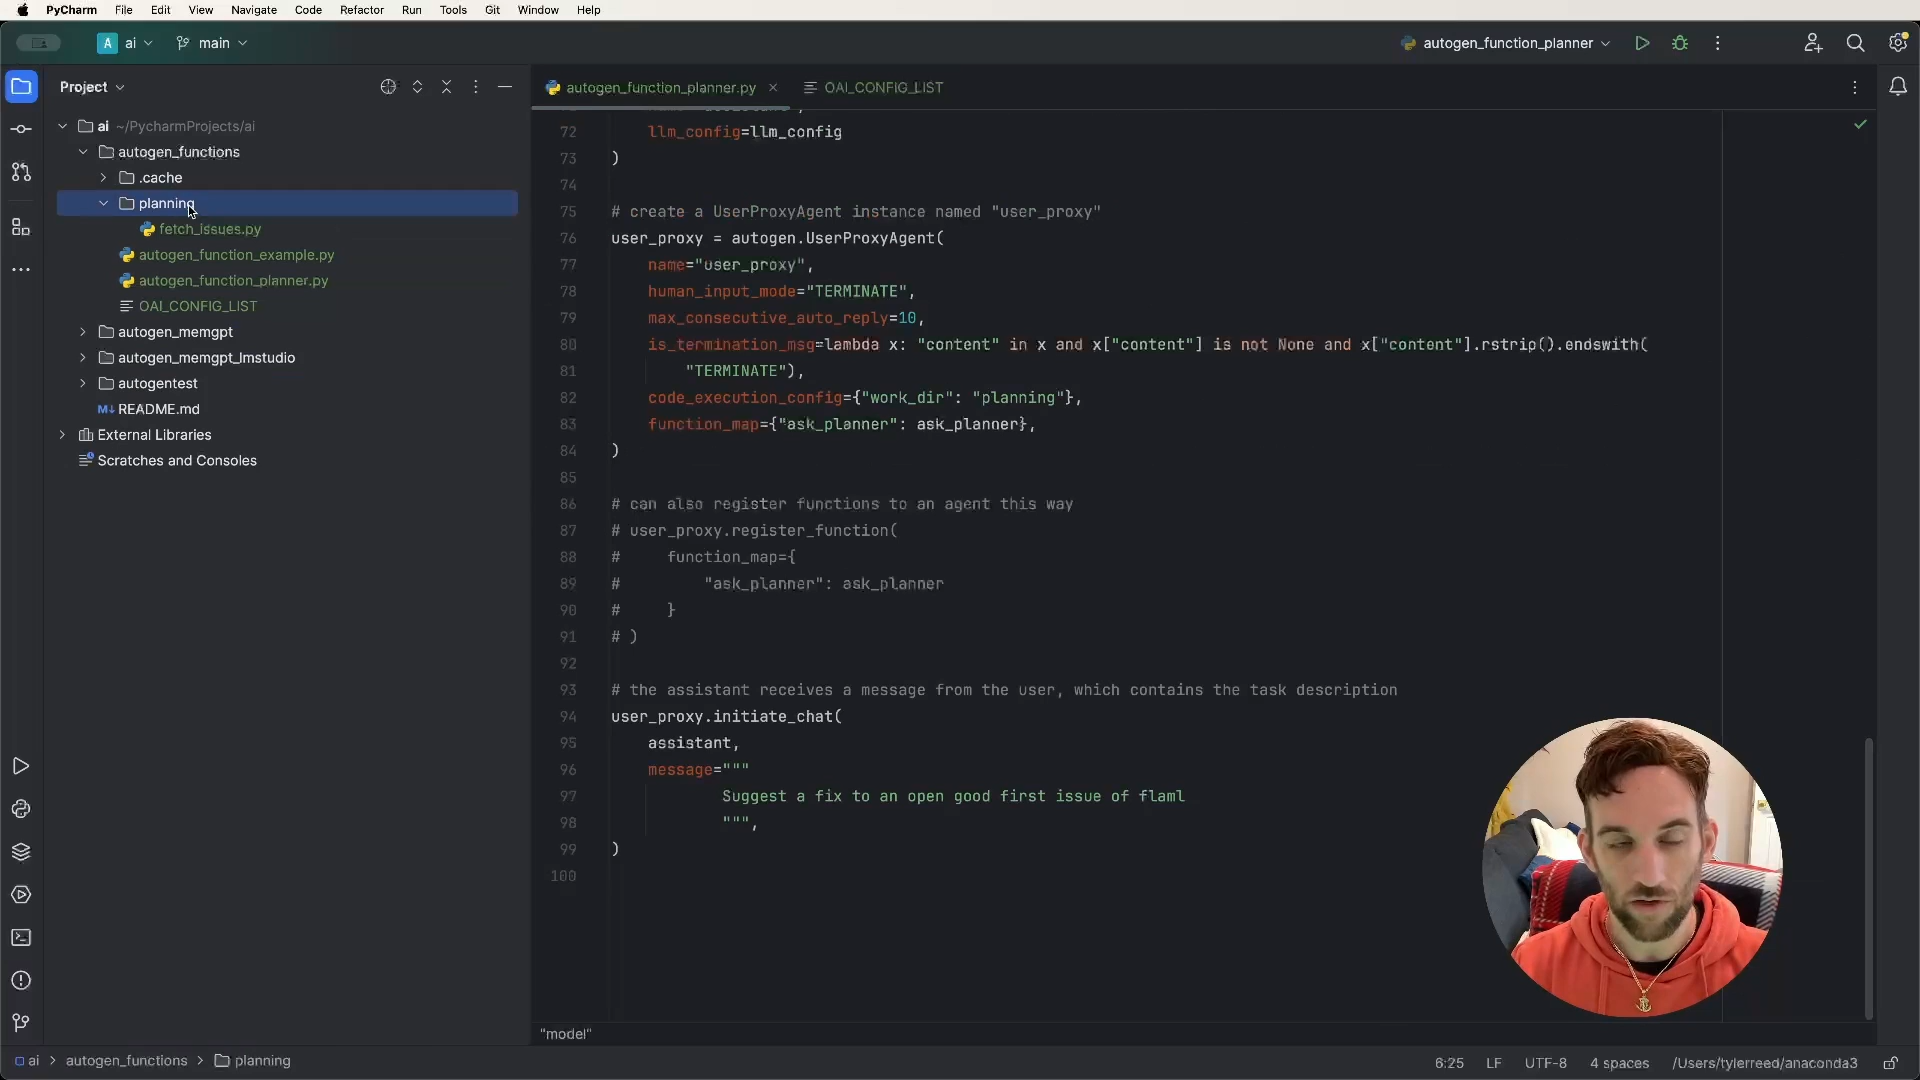 PyCharm File Edit View Navigate Code Refactor Run Tools Git Window Help
A ai main autogen_function_planner
Project
ai ~/PycharmProjects/ai
autogen_functions
.cache
planning
fetch_issues.py
autogen_function_example.py
autogen_function_planner.py
OAI_CONFIG_LIST
autogen_memgpt
autogen_memgpt_lmstudio
autogentest
README.md
External Libraries
Scratches and Consoles
autogen_function_planner.py OAI_CONFIG_LIST
72 llm_config=llm_config
73 )
74
75 # create a UserProxyAgent instance named "user_proxy"
76 user_proxy = autogen.UserProxyAgent(
77 name="user_proxy",
78 human_input_mode="TERMINATE",
79 max_consecutive_auto_reply=10,
80 is_termination_msg=lambda x: "content" in x and x["content"] is not None and x["content"].rstrip().endswith(
81 "TERMINATE"),
82 code_execution_config={"work_dir": "planning"},
83 function_map={"ask_planner": ask_planner},
84 )
85
86 # can also register functions to an agent this way
87 # user_proxy.register_function(
88 # function_map={
89 # "ask_planner": ask_planner
90 # }
91 # )
92
93 # the assistant receives a message from the user, which contains the task description
94 user_proxy.initiate_chat(
95 assistant,
96 message="""
97 Suggest a fix to an open good first issue of flaml
98 """,
99 )
100
"model"
ai > autogen_functions > planning 6:25 LF UTF-8 4 spaces /Users/tylerreed/anaconda3